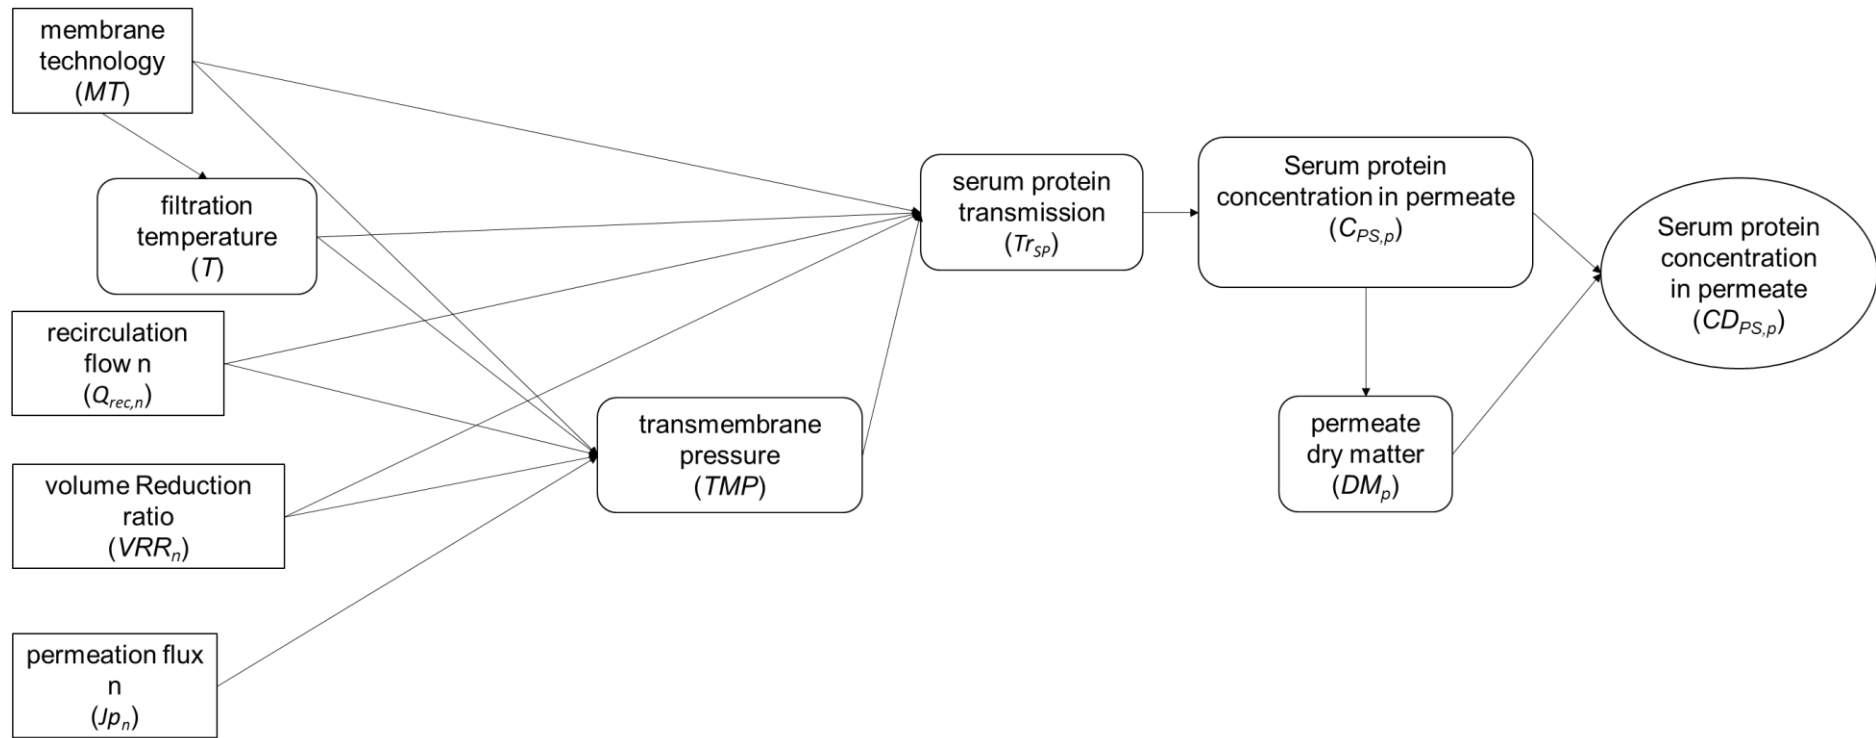 membrane
technology
(MT)
filtration
temperature
(T)
recirculation
flow n
(Qrec,n)
volume Reduction
ratio
(VRRn)
permeation flux
n
(Jpn)
transmembrane
pressure
(TMP)
serum protein
transmission
(TrSP)
Serum protein
concentration in permeate
(CPS,p)
permeate
dry matter
(DMp)
Serum protein
concentration
in permeate
(CDPS,p)